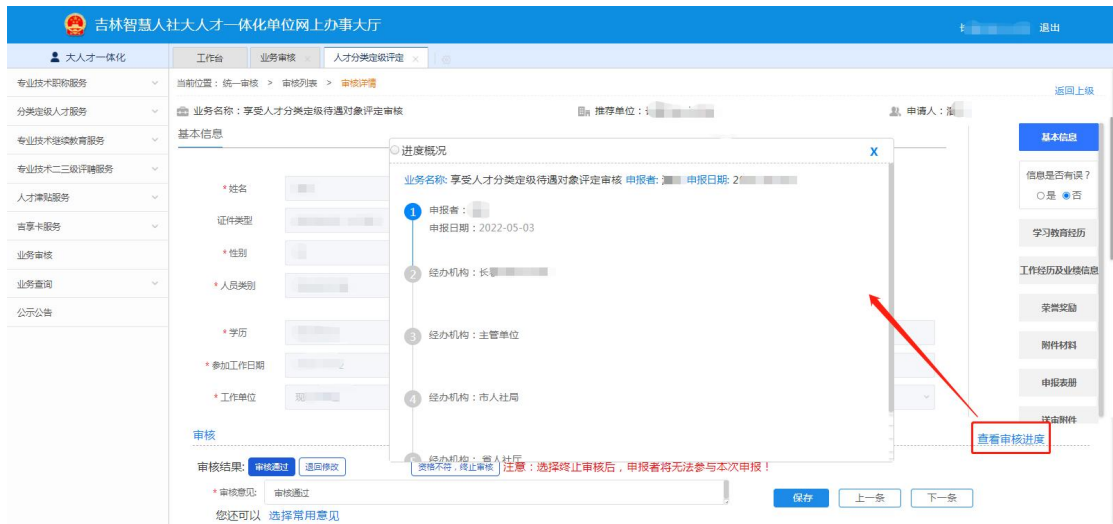 吉林智慧人社大人才一体化单位网上办事大厅
退出
大人才一体化
工作台
业务审核
人才分类定级评定
专业技术职称服务
分类定级人才服务
专业技术继续教育服务
专业技术二三级评聘服务
人才津贴服务
吉享卡服务
业务审核
业务查询
公示公告
当前位置：统一审核 > 审核列表 > 审核详情
返回上级
业务名称：享受人才分类定级待遇对象评定审核
推荐单位：
申请人：
基本信息
*姓名
证件类型
*性别
*人员类别
*学历
*参加工作日期
*工作单位
进度概况
X
业务名称: 享受人才分类定级待遇对象评定审核 申报者: 申报日期: 2
1
申报者：
申报日期：2022-05-03
2
经办机构：长
3
经办机构：主管单位
4
经办机构：市人社局
经办机构：省人社厅
基本信息
信息是否有误？
是 否
学习教育经历
工作经历及业绩信息
荣誉奖励
附件材料
申报表册
送审附件
查看审核进度
审核
审核结果: 审核通过 退回修改 资格不符，终止审核 注意：选择终止审核后，申报者将无法参与本次申报！
*审核意见: 审核通过
保存 上一条 下一条
您还可以 选择常用意见